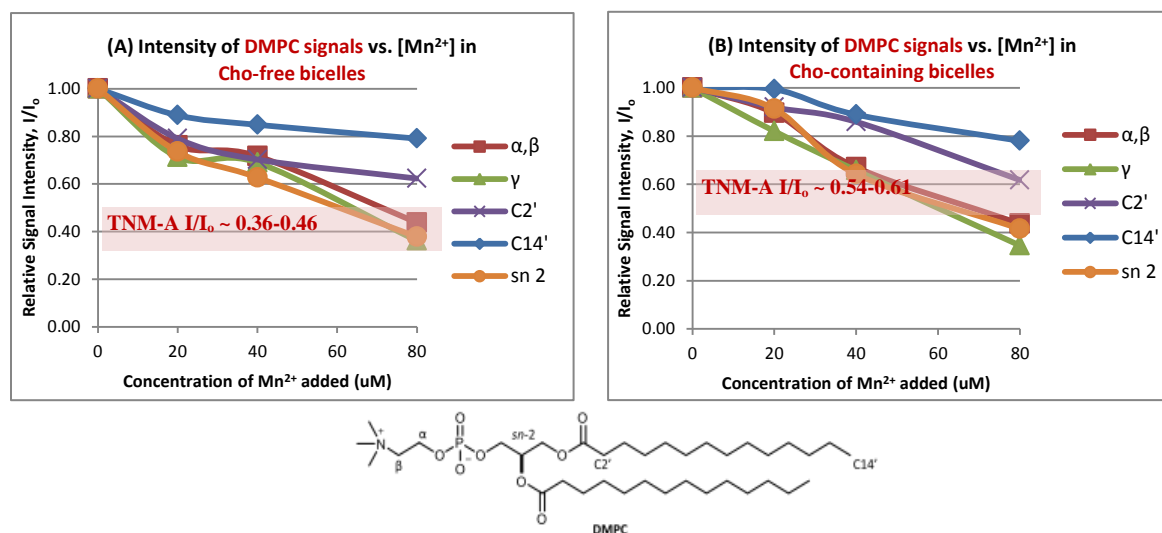 (A) Intensity of DMPC signals vs. [Mn²⁺] in
Cho-free bicelles
Relative Signal Intensity, I/Iₒ
1.00
0.80
0.60
0.40
0.20
0.00
TNM-A I/Iₒ ~ 0.36-0.46
0
20
40
60
80
Concentration of Mn²⁺ added (uM)
α,β
γ
C2'
C14'
sn 2
(B) Intensity of DMPC signals vs. [Mn²⁺] in
Cho-containing bicelles
Relative Signal Intensity, I/Iₒ
1.00
0.80
0.60
0.40
0.20
0.00
TNM-A I/Iₒ ~ 0.54-0.61
0
20
40
60
80
Concentration of Mn²⁺ added (uM)
α,β
γ
C2'
C14'
sn 2
N⁺
β
α
O
P
O
O⁻
O
sn-2
O
O
C2'
C14'
O
O
DMPC